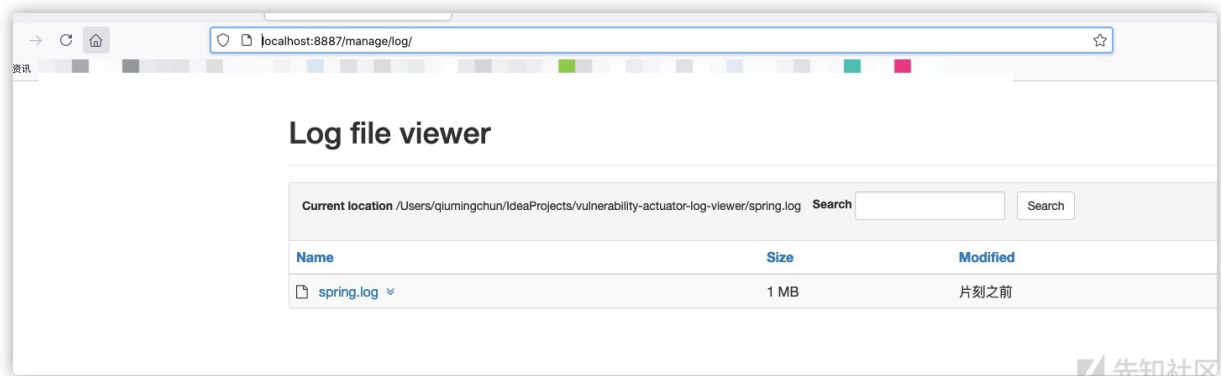 localhost:8887/manage/log/
资讯
Log file viewer
Current location /Users/qiumingchun/IdeaProjects/vulnerability-actuator-log-viewer/spring.log Search Search
Name Size Modified
spring.log 1 MB 片刻之前
先知社区